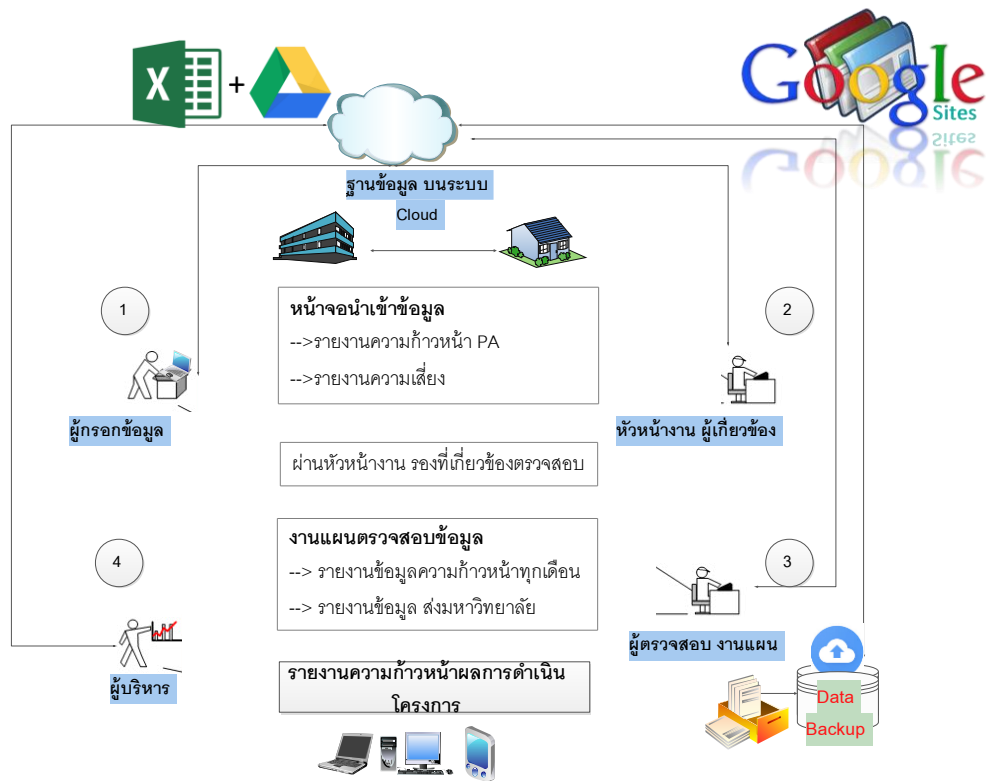 X
+
Google
Sites
ฐานข้อมูล บนระบบ
Cloud
1
2
หน้าจอนำเข้าข้อมูล
-->รายงานความก้าวหน้า PA
-->รายงานความเสี่ยง
ผู้กรอกข้อมูล
หัวหน้างาน ผู้เกี่ยวข้อง
ผ่านหัวหน้างาน รองที่เกี่ยวข้องตรวจสอบ
4
3
งานแผนตรวจสอบข้อมูล
--> รายงานข้อมูลความก้าวหน้าทุกเดือน
--> รายงานข้อมูล ส่งมหาวิทยาลัย
ผู้บริหาร
ผู้ตรวจสอบ งานแผน
รายงานความก้าวหน้าผลการดำเนิน
โครงการ
Data
Backup